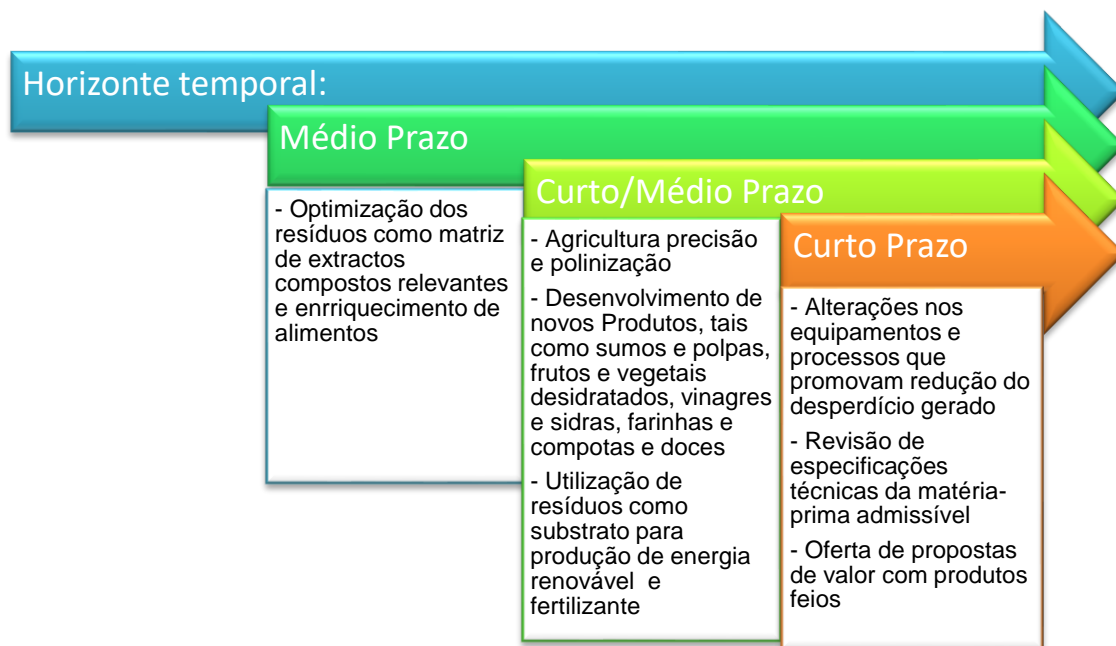 Horizonte temporal:
Médio Prazo
- Optimização dos
resíduos como matriz
de extractos
compostos relevantes
e enrriquecimento de
alimentos
Curto/Médio Prazo
- Agricultura precisão
e polinização
- Desenvolvimento de
novos Produtos, tais
como sumos e polpas,
frutos e vegetais
desidratados, vinagres
e sidras, farinhas e
compotas e doces
- Utilização de
resíduos como
substrato para
produção de energia
renovável e
fertilizante
Curto Prazo
- Alterações nos
equipamentos e
processos que
promovam redução do
desperdício gerado
- Revisão de
especificações
técnicas da matéria-
prima admissível
- Oferta de propostas
de valor com produtos
feios